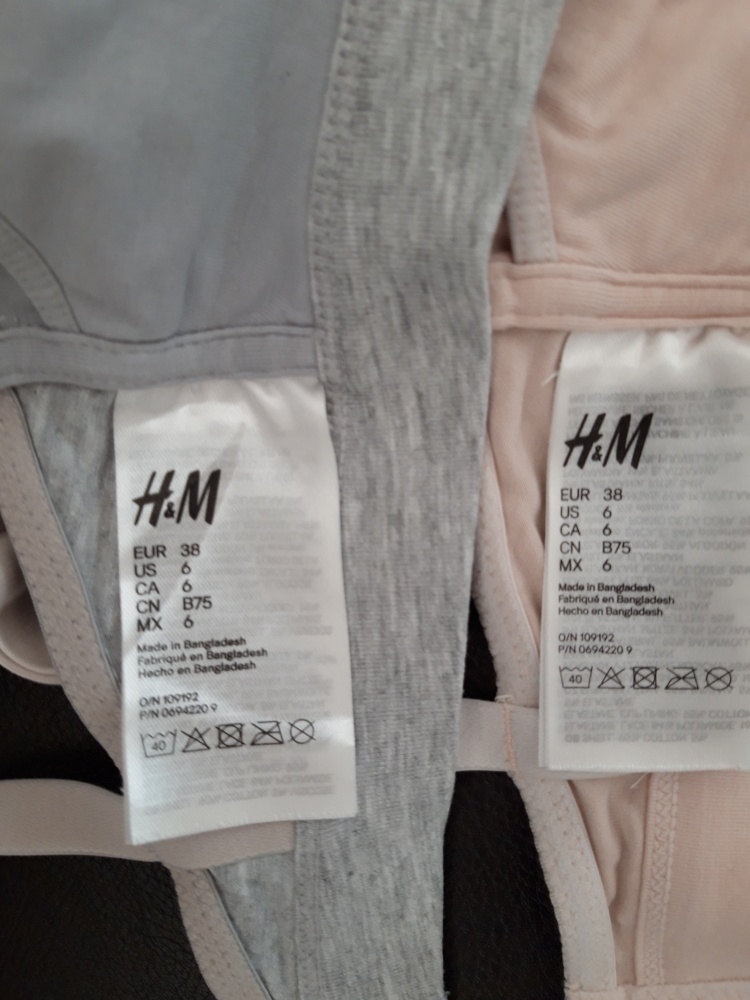 H&M
EUR 38
US 6
CA 6
CN B75
MX 6
Made in Bangladesh
Fabriqué en Bangladesh
Hecho en Bangladesh
O/N 109192
P/N 0694220 9
40
H&M
EUR 38
US 6
CA 6
CN B75
MX 6
Made in Bangladesh
Fabriqué en Bangladesh
Hecho en Bangladesh
O/N 109192
P/N 0694220 9
40